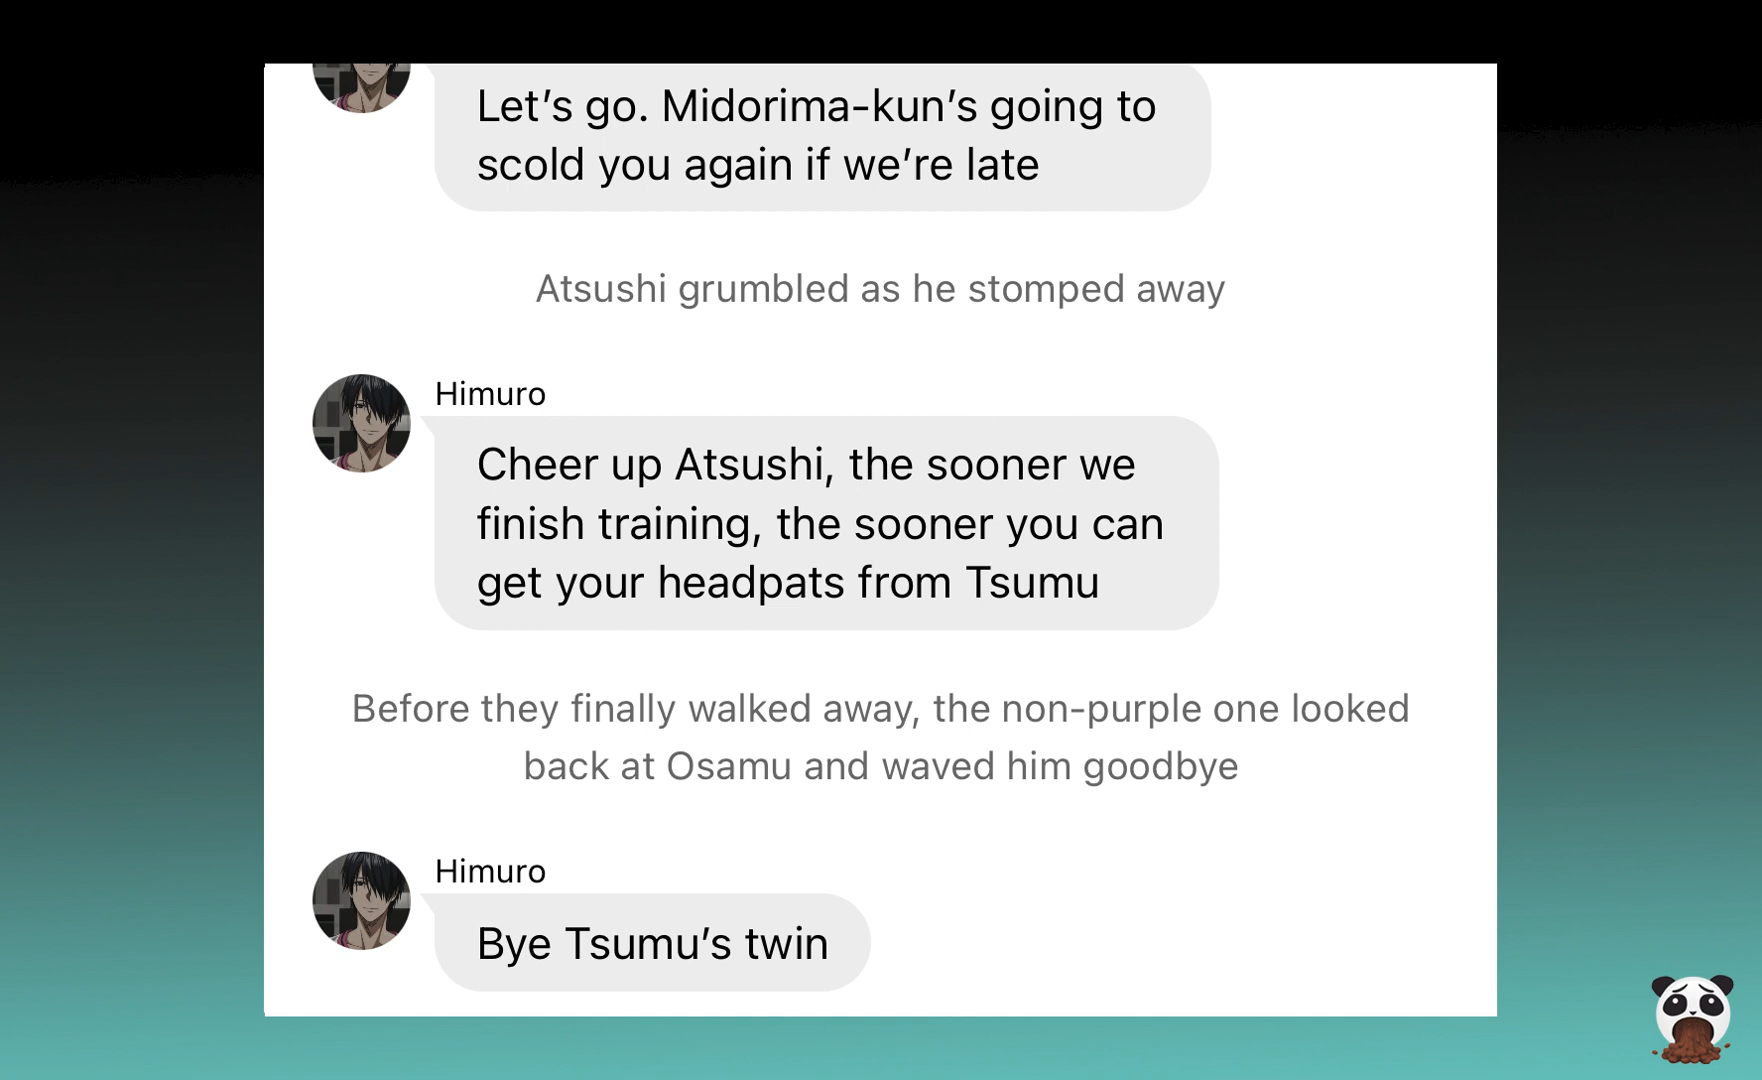 Let’s go. Midorima-kun’s going to
scold you again if we’re late
Atsushi grumbled as he stomped away
Himuro
Cheer up Atsushi, the sooner we
finish training, the sooner you can
get your headpats from Tsumu
Before they finally walked away, the non-purple one looked
back at Osamu and waved him goodbye
Himuro
Bye Tsumu’s twin